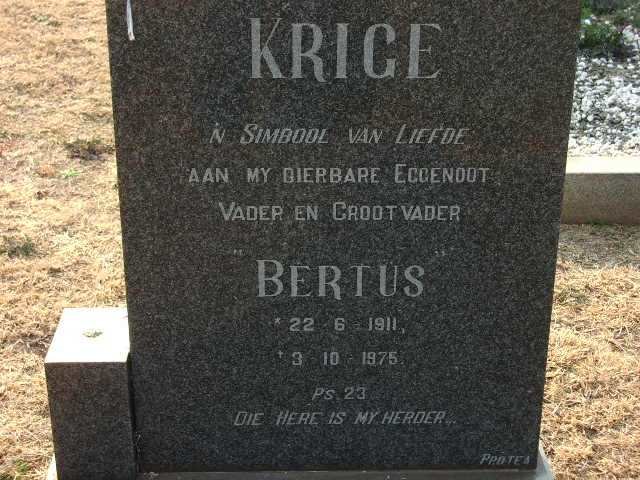 KRIGE
'N SIMBOOL VAN LIEFDE
AAN MY DIERBARE EGGENOOT
VADER EN GROOTVADER
"BERTUS"
* 22-6-1911,
* 3-10-1975.
PS. 23
DIE HERE IS MY HERDER...
PROTEA